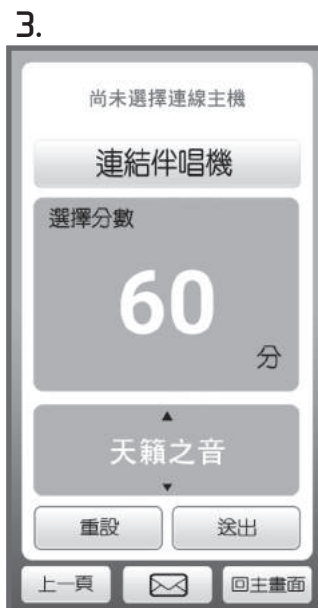 3.
尚未選擇連線主機
連結伴唱機
選擇分數
60
分
天籟之音
重設 送出
上一頁 回主畫面